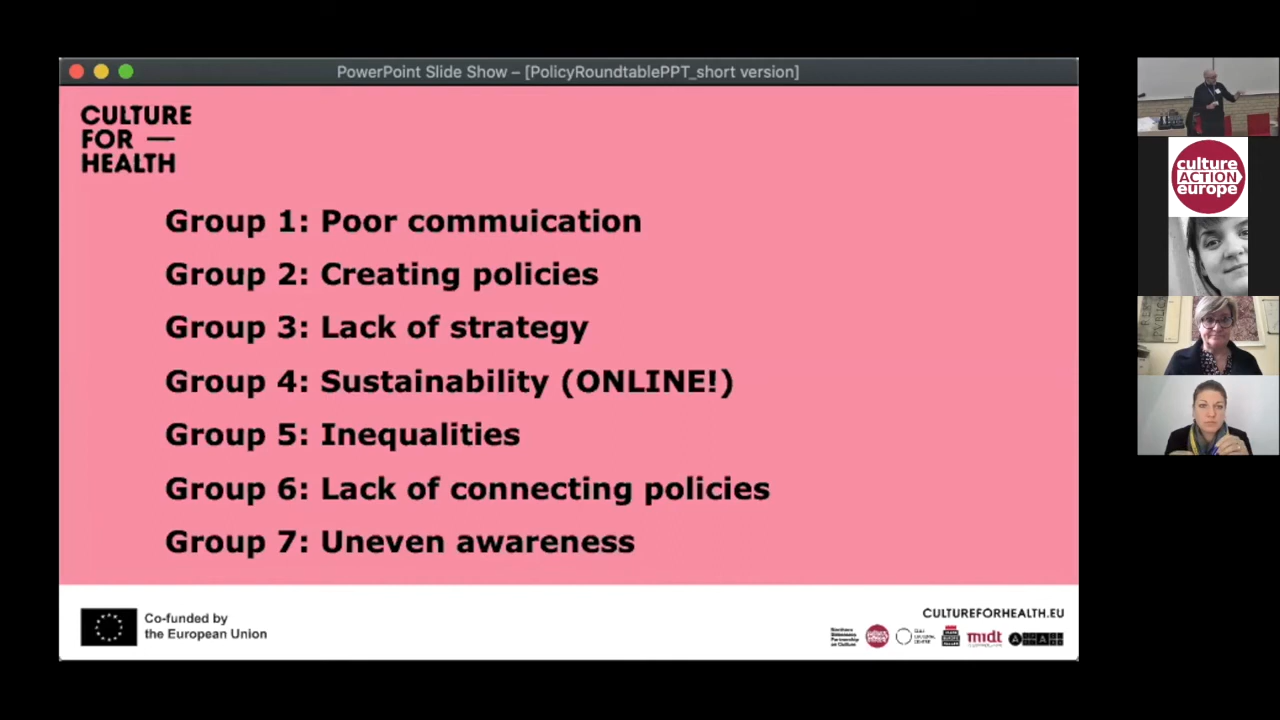 PowerPoint Slide Show – [PolicyRoundtablePPT_short version]
CULTURE
FOR —
HEALTH
Group 1: Poor commuication
Group 2: Creating policies
Group 3: Lack of strategy
Group 4: Sustainability (ONLINE!)
Group 5: Inequalities
Group 6: Lack of connecting policies
Group 7: Uneven awareness
Co-funded by
the European Union
CULTUREFORHEALTH.EU
midt
culture
ACTION
europe